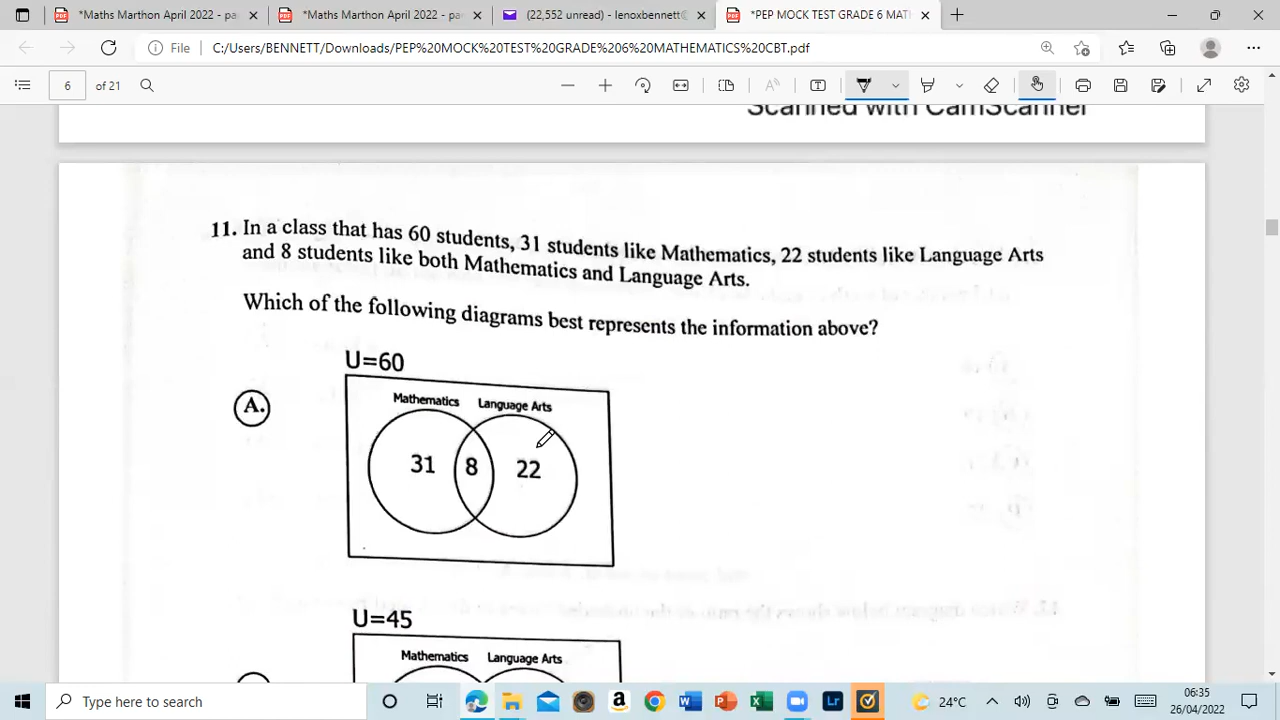 *Maths Marthon April 2022 - pa
*Maths Martion April 2022 - pa
(22,552 unread) - lenoxbennett@
*PEP MOCK TEST GRADE 6 MATH
File
C:/Users/BENNETT/Downloads/PEP%20MOCK%20TEST%20GRADE%206%20MATHEMATICS%20CBT.pdf
6 of 21
Scanned with CamScanner
11. In a class that has 60 students, 31 students like Mathematics, 22 students like Language Arts
and 8 students like both Mathematics and Language Arts.
Which of the following diagrams best represents the information above?
U=60
A.
Mathematics Language Arts
31 8 22
U=45
Mathematics Language Arts
Type here to search
24°C
06:35
26/04/2022